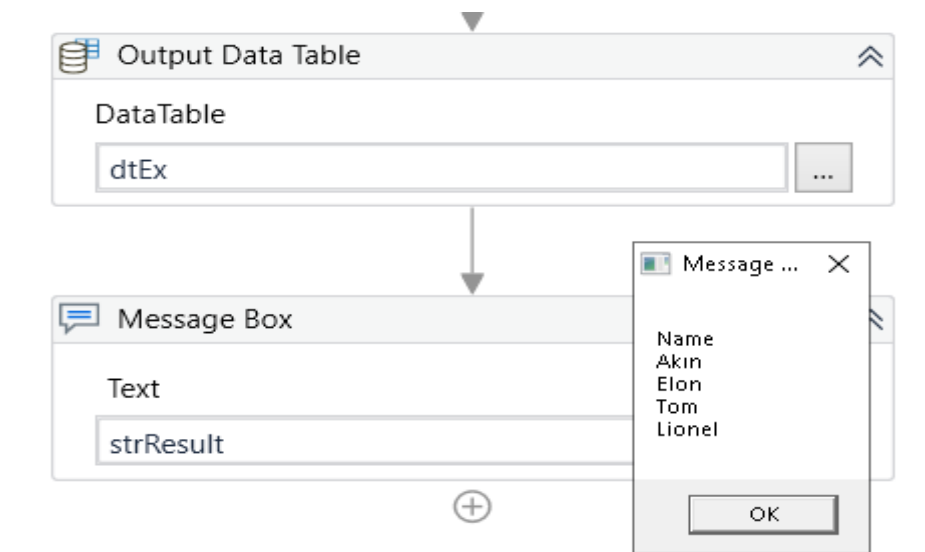 Output Data Table
DataTable
dtEx
...
Message Box
Text
strResult
Message ...
Name
Akın
Elon
Tom
Lionel
OK